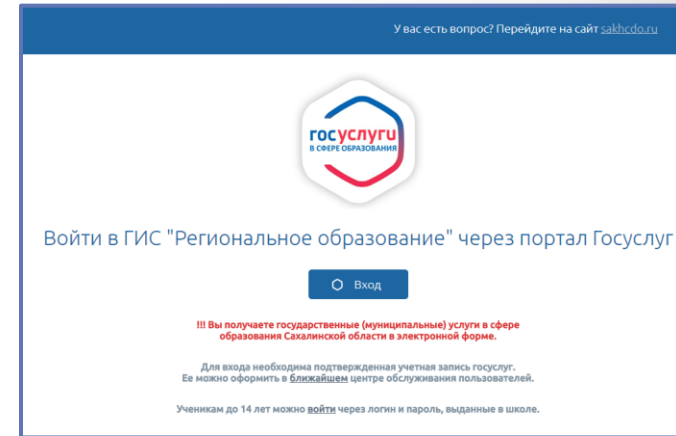 У вас есть вопрос? Перейдите на сайт sakhcdo.ru
госуслуги
В СФЕРЕ ОБРАЗОВАНИЯ
Войти в ГИС "Региональное образование" через портал Госуслуг
Вход
!!! Вы получаете государственные (муниципальные) услуги в сфере
образования Сахалинской области в электронной форме.
Для входа необходима подтвержденная учетная запись госуслуг.
Ее можно оформить в ближайшем центре обслуживания пользователей.
Ученикам до 14 лет можно войти через логин и пароль, выданные в школе.